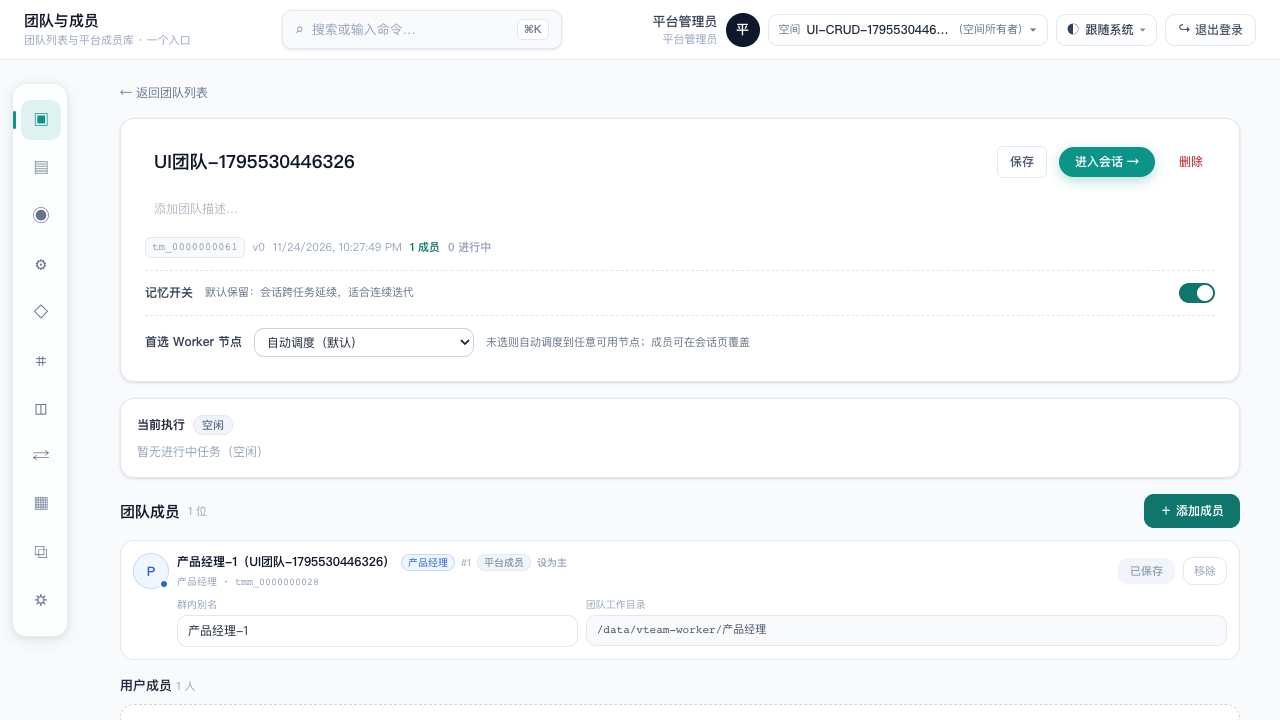 团队与成员
团队列表与平台成员库 · 一个入口
搜索或输入命令…
⌘K
平台管理员
平台管理员
平
空间 UI-CRUD-1795530446… (空间所有者)
跟随系统
退出登录
← 返回团队列表
UI团队-1795530446326
保存
进入会话 →
删除
添加团队描述…
tm_0000000061 v0 11/24/2026, 10:27:49 PM 1 成员 0 进行中
记忆开关 默认保留：会话跨任务延续，适合连续迭代
首选 Worker 节点 自动调度（默认） 未选则自动调度到任意可用节点；成员可在会话页覆盖
当前执行 空闲
暂无进行中任务（空闲）
团队成员 1 位
+ 添加成员
P
产品经理-1（UI团队-1795530446326） 产品经理 #1 平台成员 设为主
产品经理 · tmm_0000000028
已保存
移除
群内别名
产品经理-1
团队工作目录
/data/vteam-worker/产品经理
用户成员 1 人